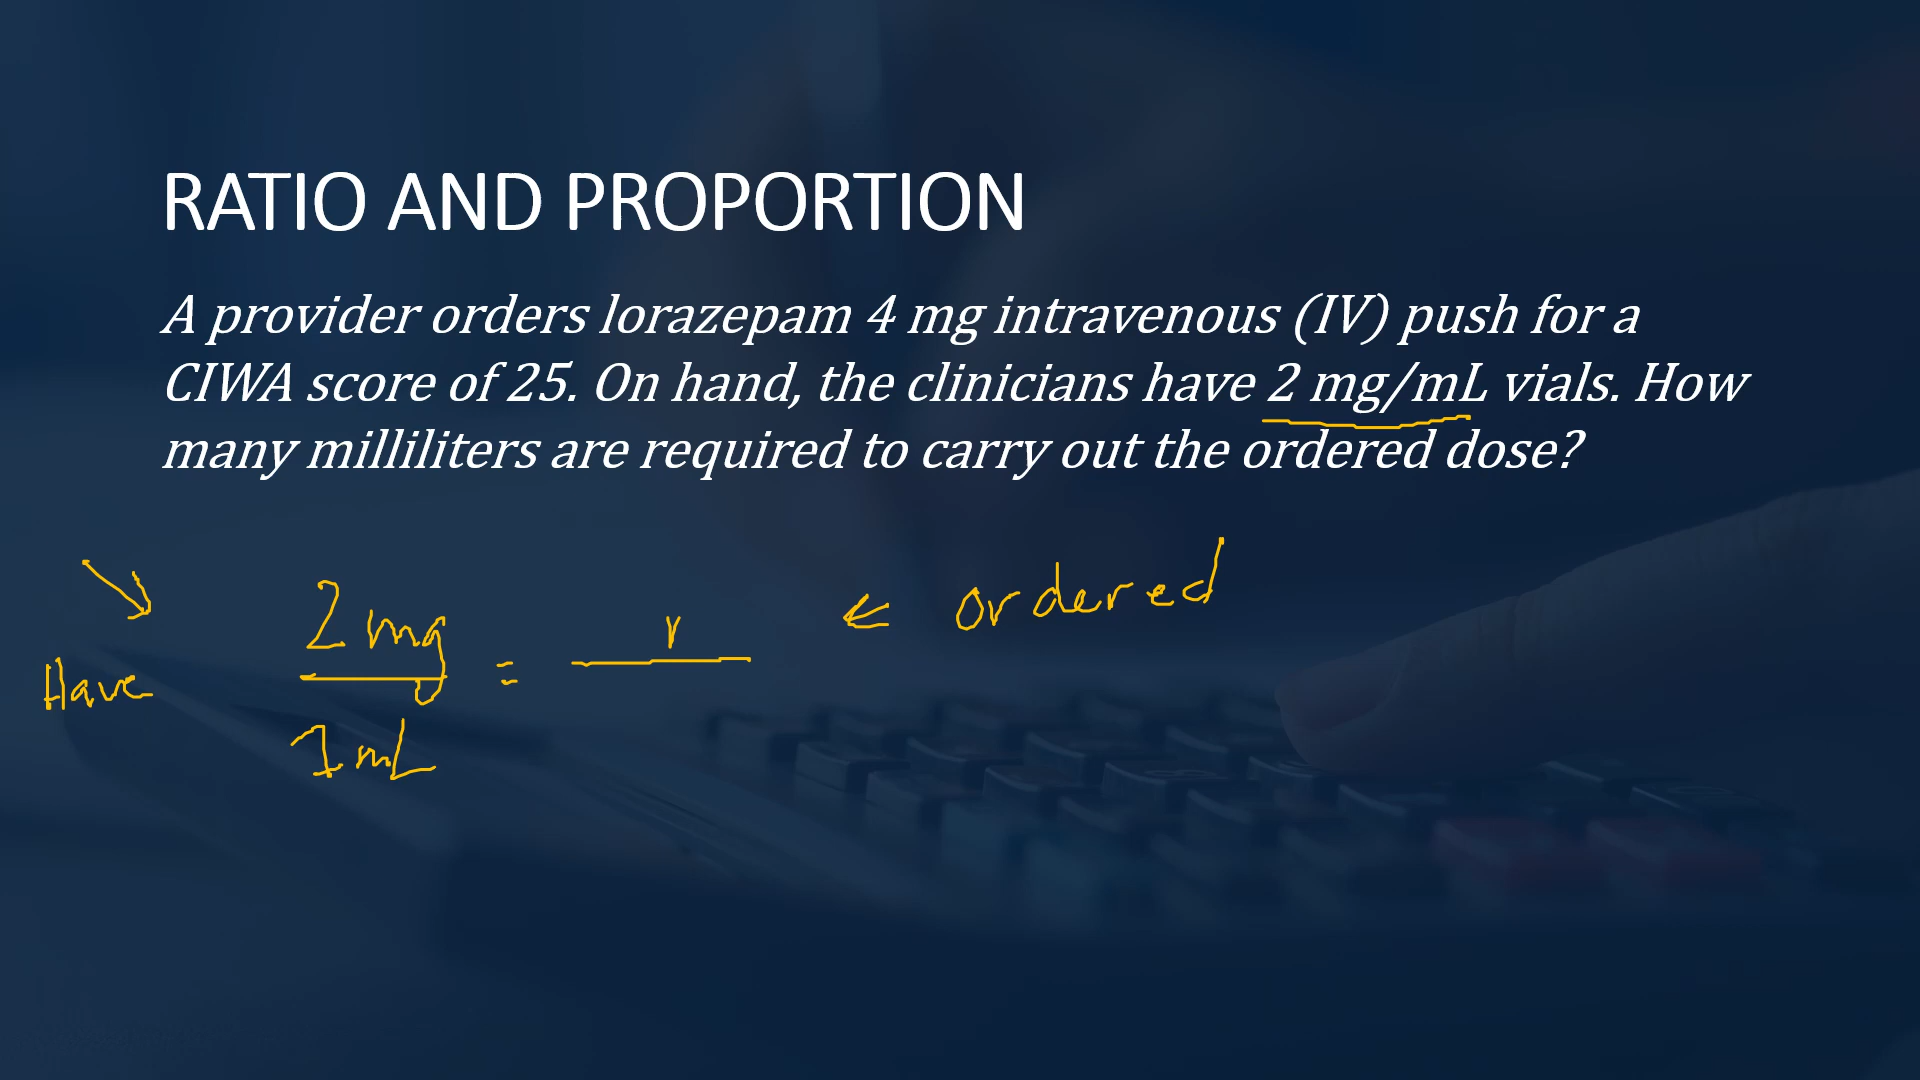 RATIO AND PROPORTION
A provider orders lorazepam 4 mg intravenous (IV) push for a
CIWA score of 25. On hand, the clinicians have 2 mg/mL vials. How
many milliliters are required to carry out the ordered dose?
ordered
2 mg =
Have
1 mL